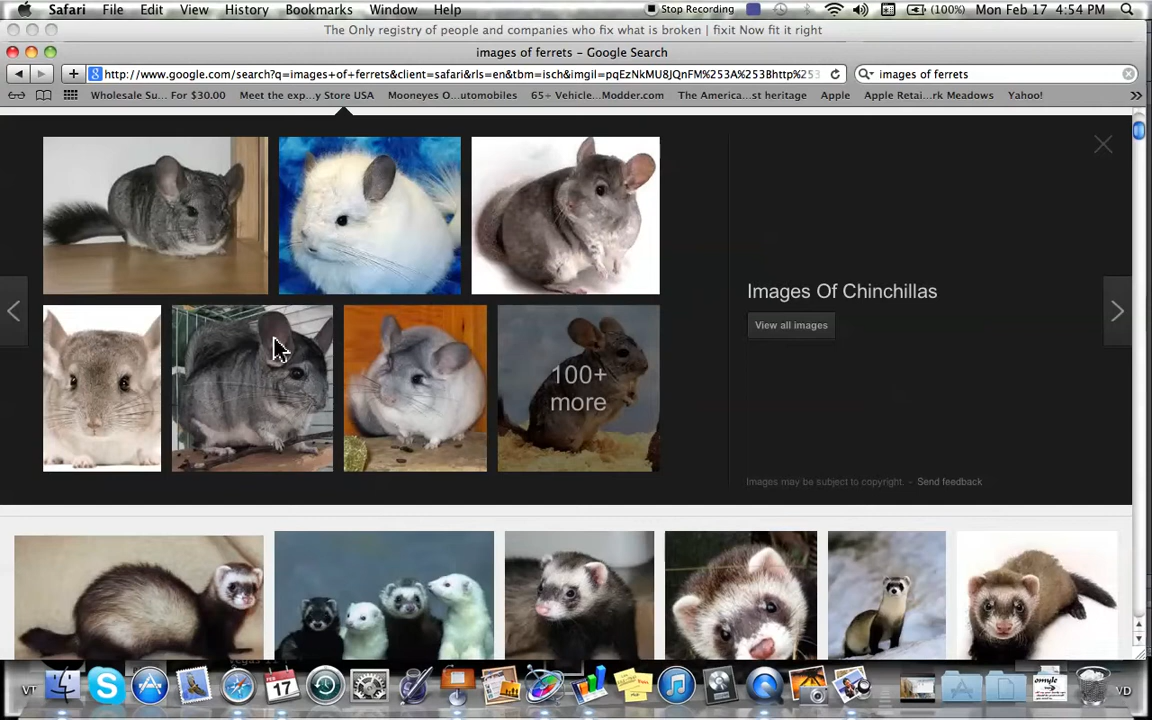 Safari File Edit View History Bookmarks Window Help Stop Recording (100%) Mon Feb 17 4:54 PM
The Only registry of people and companies who fix what is broken | fixit Now fit it right
images of ferrets – Google Search
http://www.google.com/search?q=images+of+ferrets&client=safari&rls=en&tbm=isch&imgil=pqEzNkMU8JQnFM%253A%253Bhttp%253 images of ferrets
Wholesale Su... For $30.00 Meet the exp...y Store USA Mooneyes O...utomobiles 65+ Vehicle...Modder.com The America...st heritage Apple Apple Retai...rk Meadows Yahoo!
Images Of Chinchillas
View all images
100+
more
Images may be subject to copyright. - Send feedback
FEB
17
VT
VD